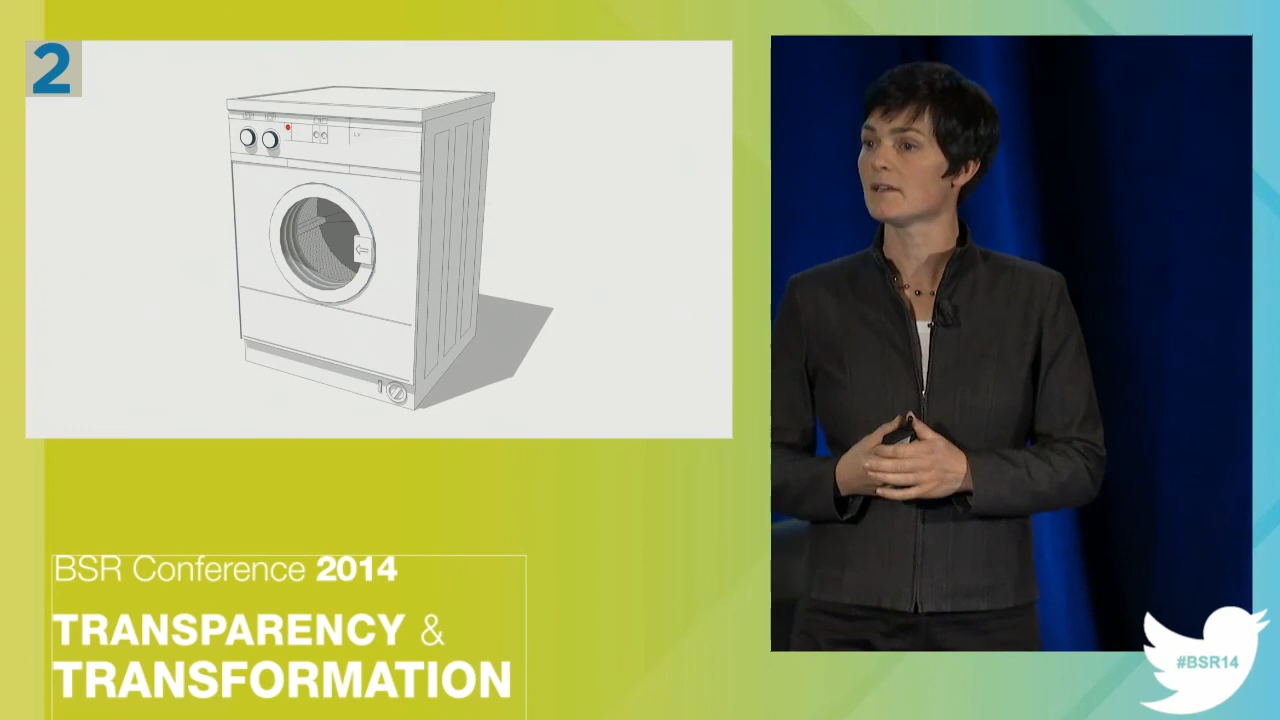 2
BSR Conference 2014
TRANSPARENCY &
TRANSFORMATION
#BSR14